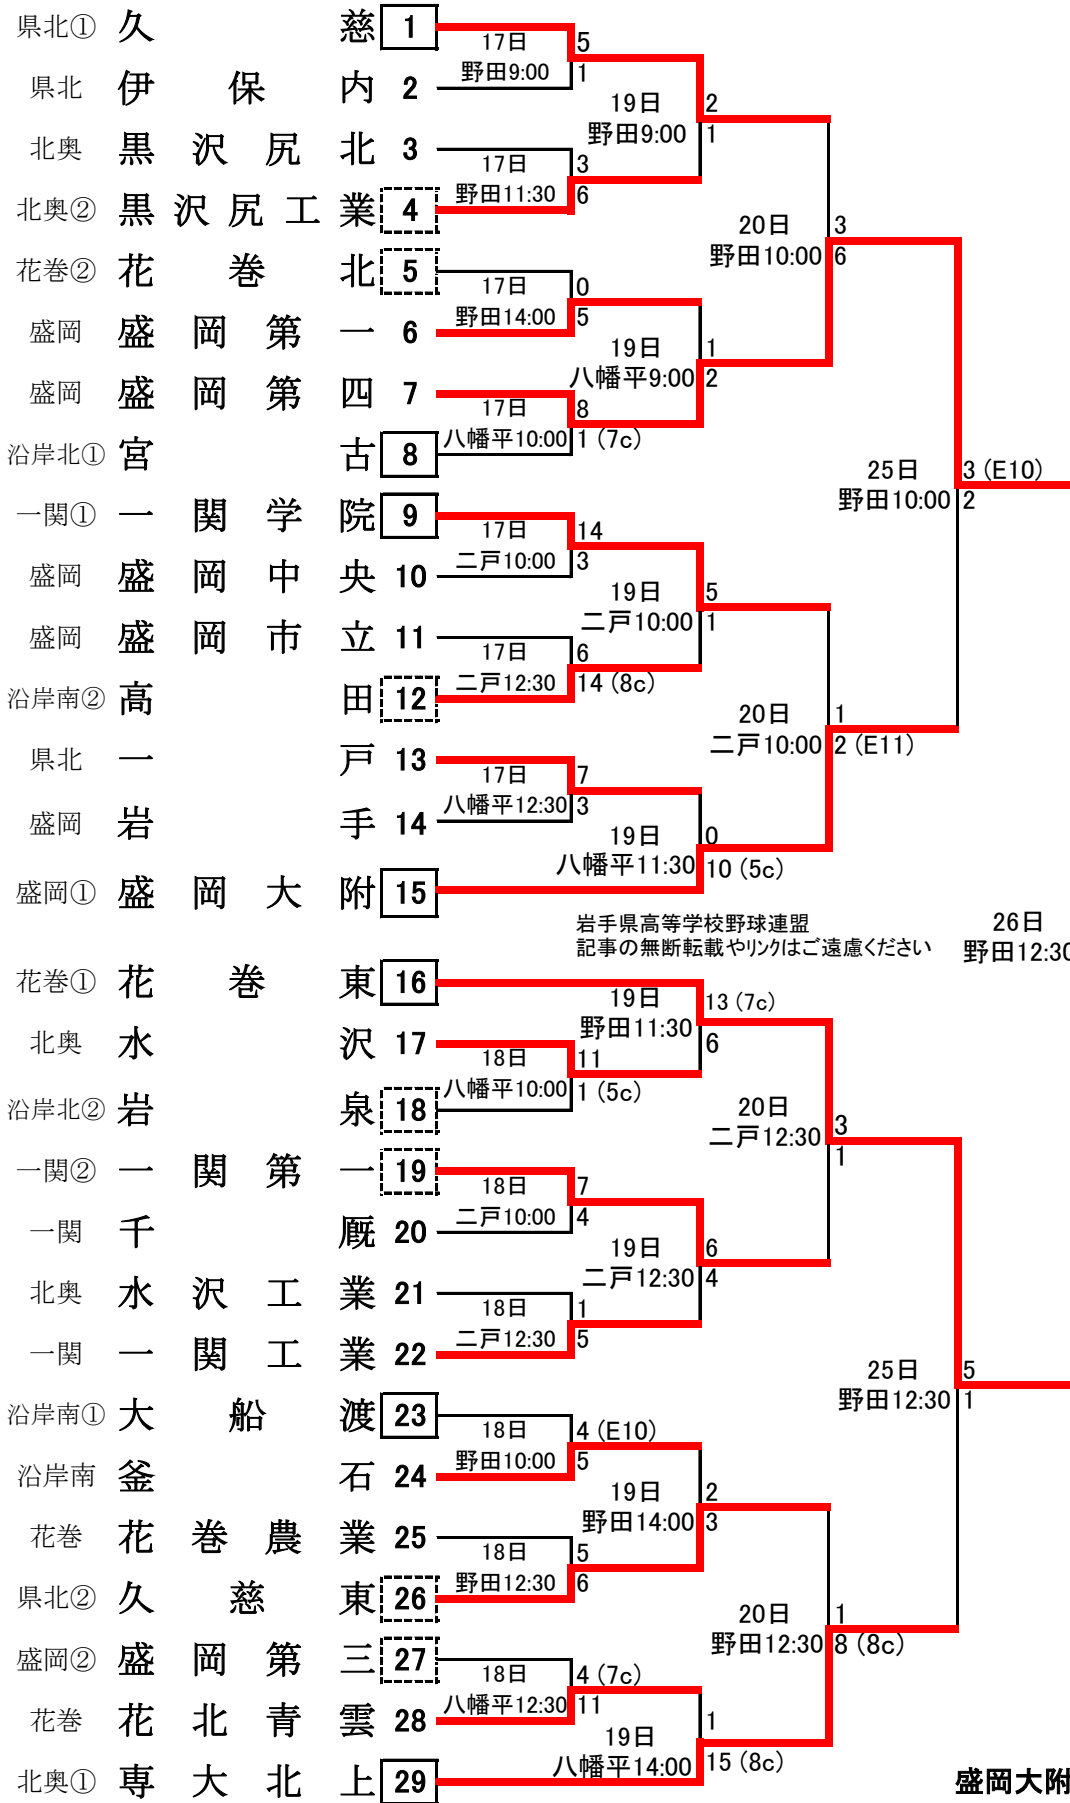 県北① 久慈 1
17日 5
野田9:00 1
県北 伊保内 2
19日 2
野田9:00 1
北奥 黒沢尻北 3
17日 3
野田11:30 6
北奥② 黒沢尻工業 4
20日 3
野田10:00 6
花巻② 花巻北 5
17日 0
野田14:00 5
盛岡 盛岡第一 6
19日 1
八幡平9:00 2
盛岡 盛岡第四 7
17日 8
八幡平10:00 1 (7c)
沿岸北① 宮古 8
25日 3 (E10)
野田10:00 2
一関① 一関学院 9
17日 14
二戸10:00 3
盛岡 盛岡中央 10
19日 5
二戸10:00 1
盛岡 盛岡市立 11
17日 6
二戸12:30 14 (8c)
沿岸南② 高田 12
20日 1
二戸10:00 2 (E11)
県北 一戸 13
17日 7
八幡平12:30 3
盛岡 岩手 14
19日 0
八幡平11:30 10 (5c)
盛岡① 盛岡大附 15
岩手県高等学校野球連盟
記事の無断転載やリンクはご遠慮ください
26日
野田12:30
花巻① 花巻東 16
19日 13 (7c)
野田11:30 6
北奥 水沢 17
18日 11
八幡平10:00 1 (5c)
沿岸北② 岩泉 18
20日 3
二戸12:30 1
一関② 一関第一 19
18日 7
二戸10:00 4
一関 千厩 20
19日 6
二戸12:30 4
北奥 水沢工業 21
18日 1
二戸12:30 5
一関 一関工業 22
25日 5
野田12:30 1
沿岸南① 大船渡 23
18日 4 (E10)
野田10:00 5
沿岸南 釜石 24
19日 2
野田14:00 3
花巻 花巻農業 25
18日 5
野田12:30 6
県北② 久慈東 26
20日 1
野田12:30 8 (8c)
盛岡② 盛岡第三 27
18日 4 (7c)
八幡平12:30 11
花巻 花北青雲 28
19日 1
八幡平14:00 15 (8c)
北奥① 専大北上 29
盛岡大附